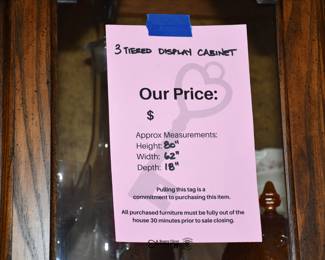 3 TIERED DISPLAY CABINET
Our Price:
$
Approx Measurements:
Height: 80"
Width: 62"
Depth: 18"
Pulling this tag is a
commitment to purchasing this item.
All purchased furniture must be fully out of the
house 30 minutes prior to sale closing.